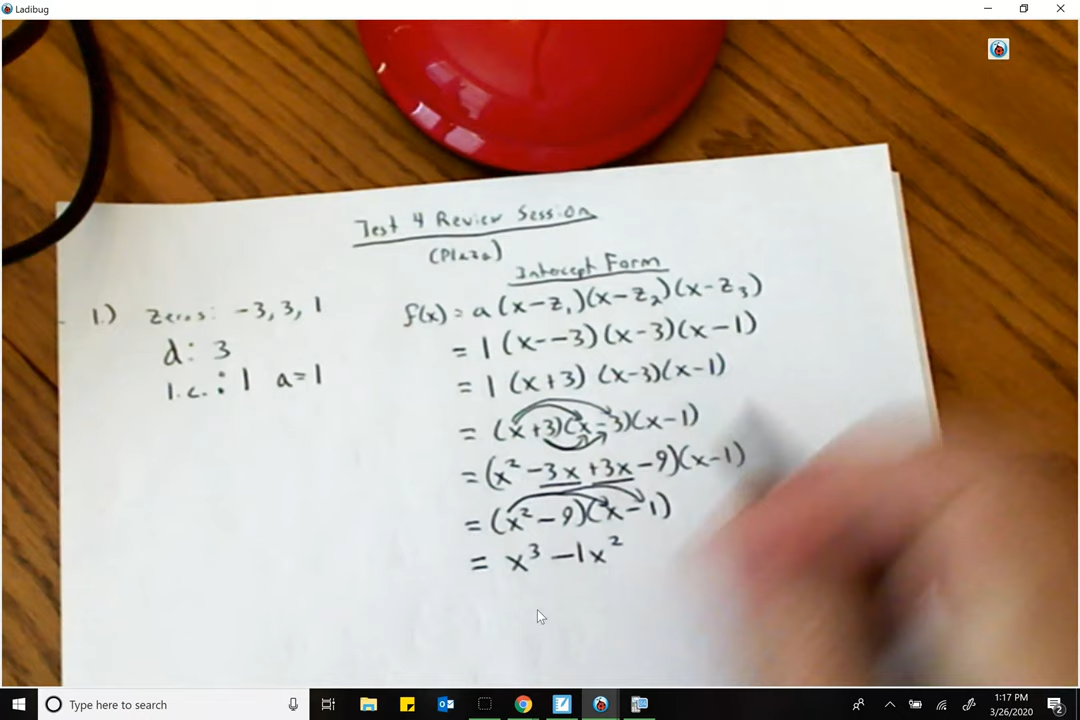 Ladibug
Test 4 Review Session
(Plaza)
Intercept Form
1.) Zeros: -3, 3, 1
d: 3
l.c.: 1 a=1
f(x) = a(x-z₁)(x-z₂)(x-z₃)
= 1(x--3)(x-3)(x-1)
= 1(x+3)(x-3)(x-1)
= (x+3)(x-3)(x-1)
= (x²-3x+3x-9)(x-1)
= (x²-9)(x-1)
= x³-1x²
Type here to search
1:17 PM
3/26/2020
2